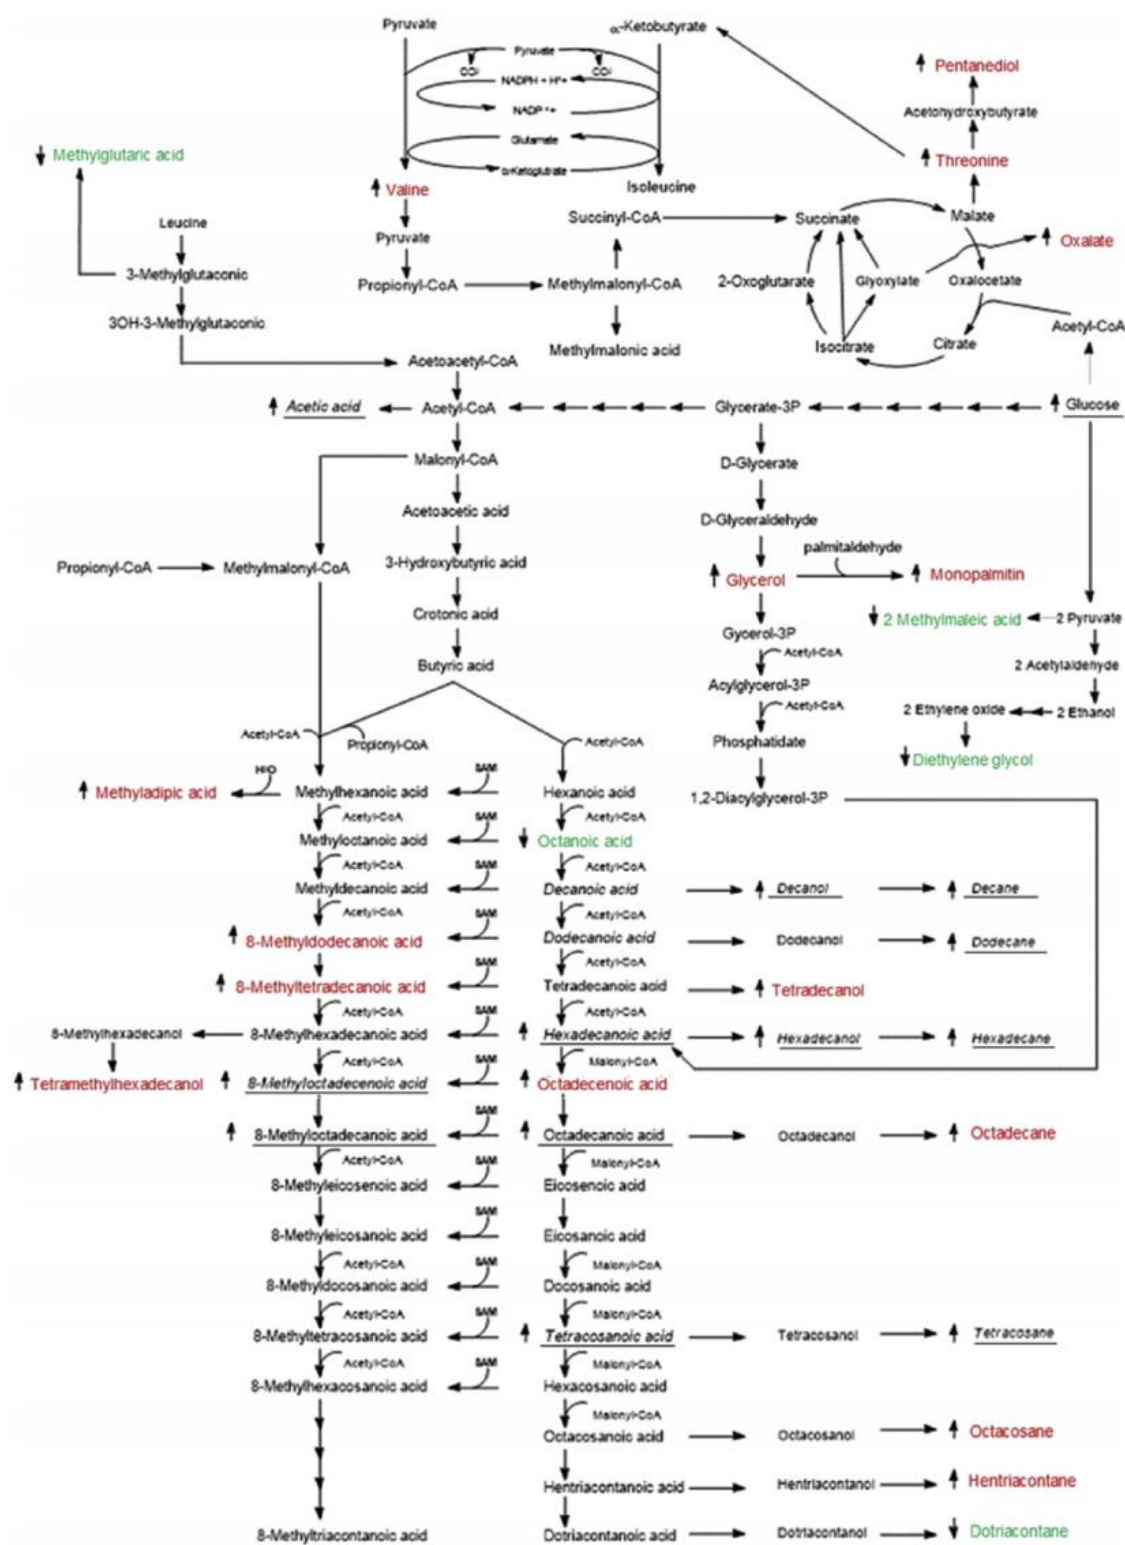 Pyruvate
α-Ketobutyrate
Pyruvate
CO²
CO²
NADPH + H⁺+
NADP⁺+
Glutamate
α-Ketoglutrate
Pentanediol
Acetohydroxybutyrate
Threonine
Methylglutaric acid
Valine
Isoleucine
Leucine
Pyruvate
Succinyl-CoA
Succinate
Malate
Oxalate
3-Methylglutaconic
Propionyl-CoA
Methylmalonyl-CoA
2-Oxoglutarate
Glyoxylate
Oxalocetate
3OH-3-Methylglutaconic
Acetyl-CoA
Methylmalonic acid
Isocitrate
Citrate
Acetoacetyl-CoA
Acetic acid
Acetyl-CoA
Glycerate-3P
Glucose
Malonyl-CoA
D-Glycerate
Acetoacetic acid
D-Glyceraldehyde
palmitaldehyde
Propionyl-CoA
Methylmalonyl-CoA
3-Hydroxybutyric acid
Glycerol
Monopalmitin
Crotonic acid
2 Methylmaleic acid
2 Pyruvate
Gycerol-3P
Acetyl-CoA
Butyric acid
2 Acetylaldehyde
Acylglycerol-3P
Acetyl-CoA
2 Ethylene oxide
2 Ethanol
Acetyl-CoA
Propionyl-CoA
Acetyl-CoA
Phosphatidate
Diethylene glycol
Methyladipic acid
Methylhexanoic acid
SAM
Hexanoic acid
1,2-Diacylglycerol-3P
Acetyl-CoA
Acetyl-CoA
Methyloctanoic acid
SAM
Octanoic acid
Acetyl-CoA
Acetyl-CoA
Methyldecanoic acid
SAM
Decanoic acid
Decanol
Decane
Acetyl-CoA
Acetyl-CoA
8-Methyldodecanoic acid
SAM
Dodecanoic acid
Dodecanol
Dodecane
Acetyl-CoA
8-Methyltetradecanoic acid
SAM
Tetradecanoic acid
Tetradecanol
Acetyl-CoA
Acetyl-CoA
8-Methylhexadecanol
8-Methylhexadecanoic acid
SAM
Hexadecanoic acid
Hexadecanol
Hexadecane
Acetyl-CoA
Malonyl-CoA
Tetramethylhexadecanol
8-Methyloctadecenoic acid
SAM
Octadecenoic acid
8-Methyloctadecanoic acid
SAM
Octadecanoic acid
Octadecanol
Octadecane
Acetyl-CoA
Malonyl-CoA
8-Methyleicosenoic acid
SAM
Eicosenoic acid
8-Methyleicosanoic acid
SAM
Eicosanoic acid
Acetyl-CoA
Malonyl-CoA
8-Methyldocosanoic acid
SAM
Docosanoic acid
Acetyl-CoA
Malonyl-CoA
8-Methyltetracosanoic acid
SAM
Tetracosanoic acid
Tetracosanol
Tetracosane
Acetyl-CoA
Malonyl-CoA
8-Methylhexacosanoic acid
SAM
Hexacosanoic acid
Malonyl-CoA
Octacosanoic acid
Octacosanol
Octacosane
Hentriacontanoic acid
Hentriacontanol
Hentriacontane
8-Methyltriacontanoic acid
Dotriacontanoic acid
Dotriacontanol
Dotriacontane